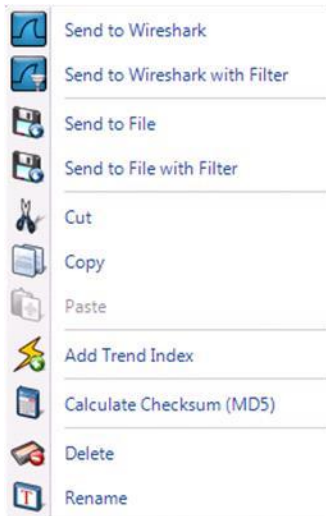 Send to Wireshark
Send to Wireshark with Filter
Send to File
Send to File with Filter
Cut
Copy
Paste
Add Trend Index
Calculate Checksum (MD5)
Delete
T Rename